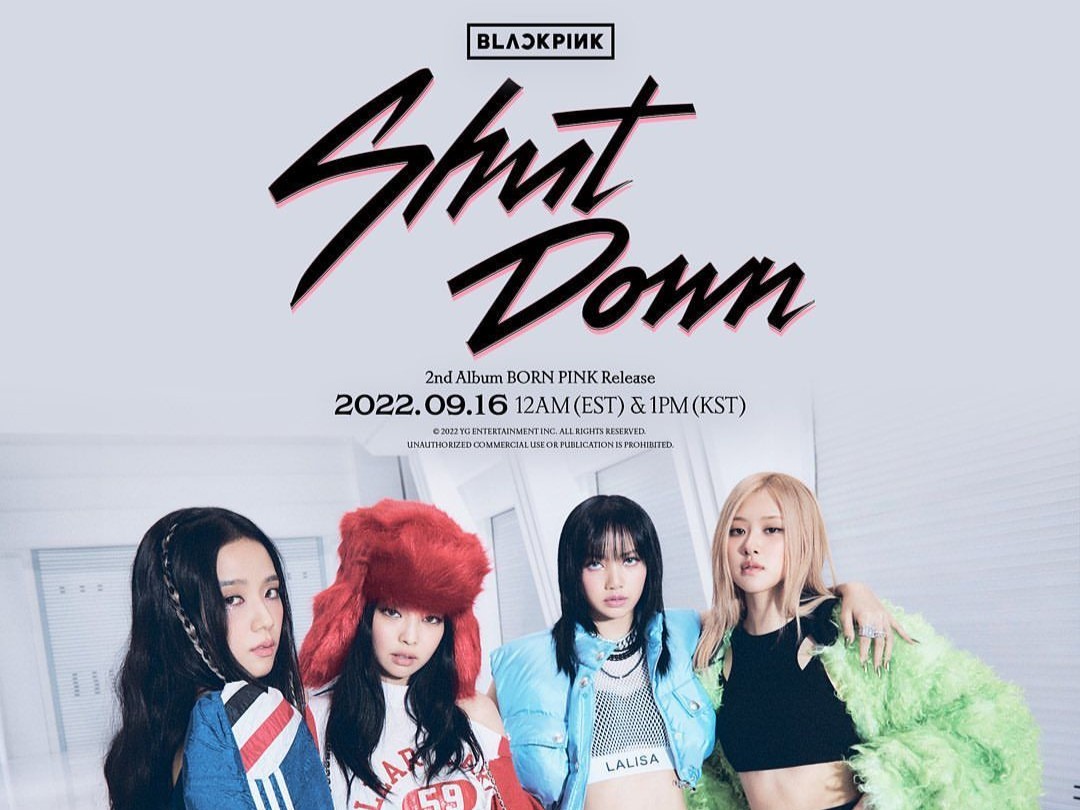 BLACKPINK
Shut
Down
2nd Album BORN PINK Release
2022.09.16 12AM (EST) & 1PM (KST)
© 2022 YG ENTERTAINMENT INC. ALL RIGHTS RESERVED.
UNAUTHORIZED COMMERCIAL USE OR PUBLICATION IS PROHIBITED.
LALISA
59